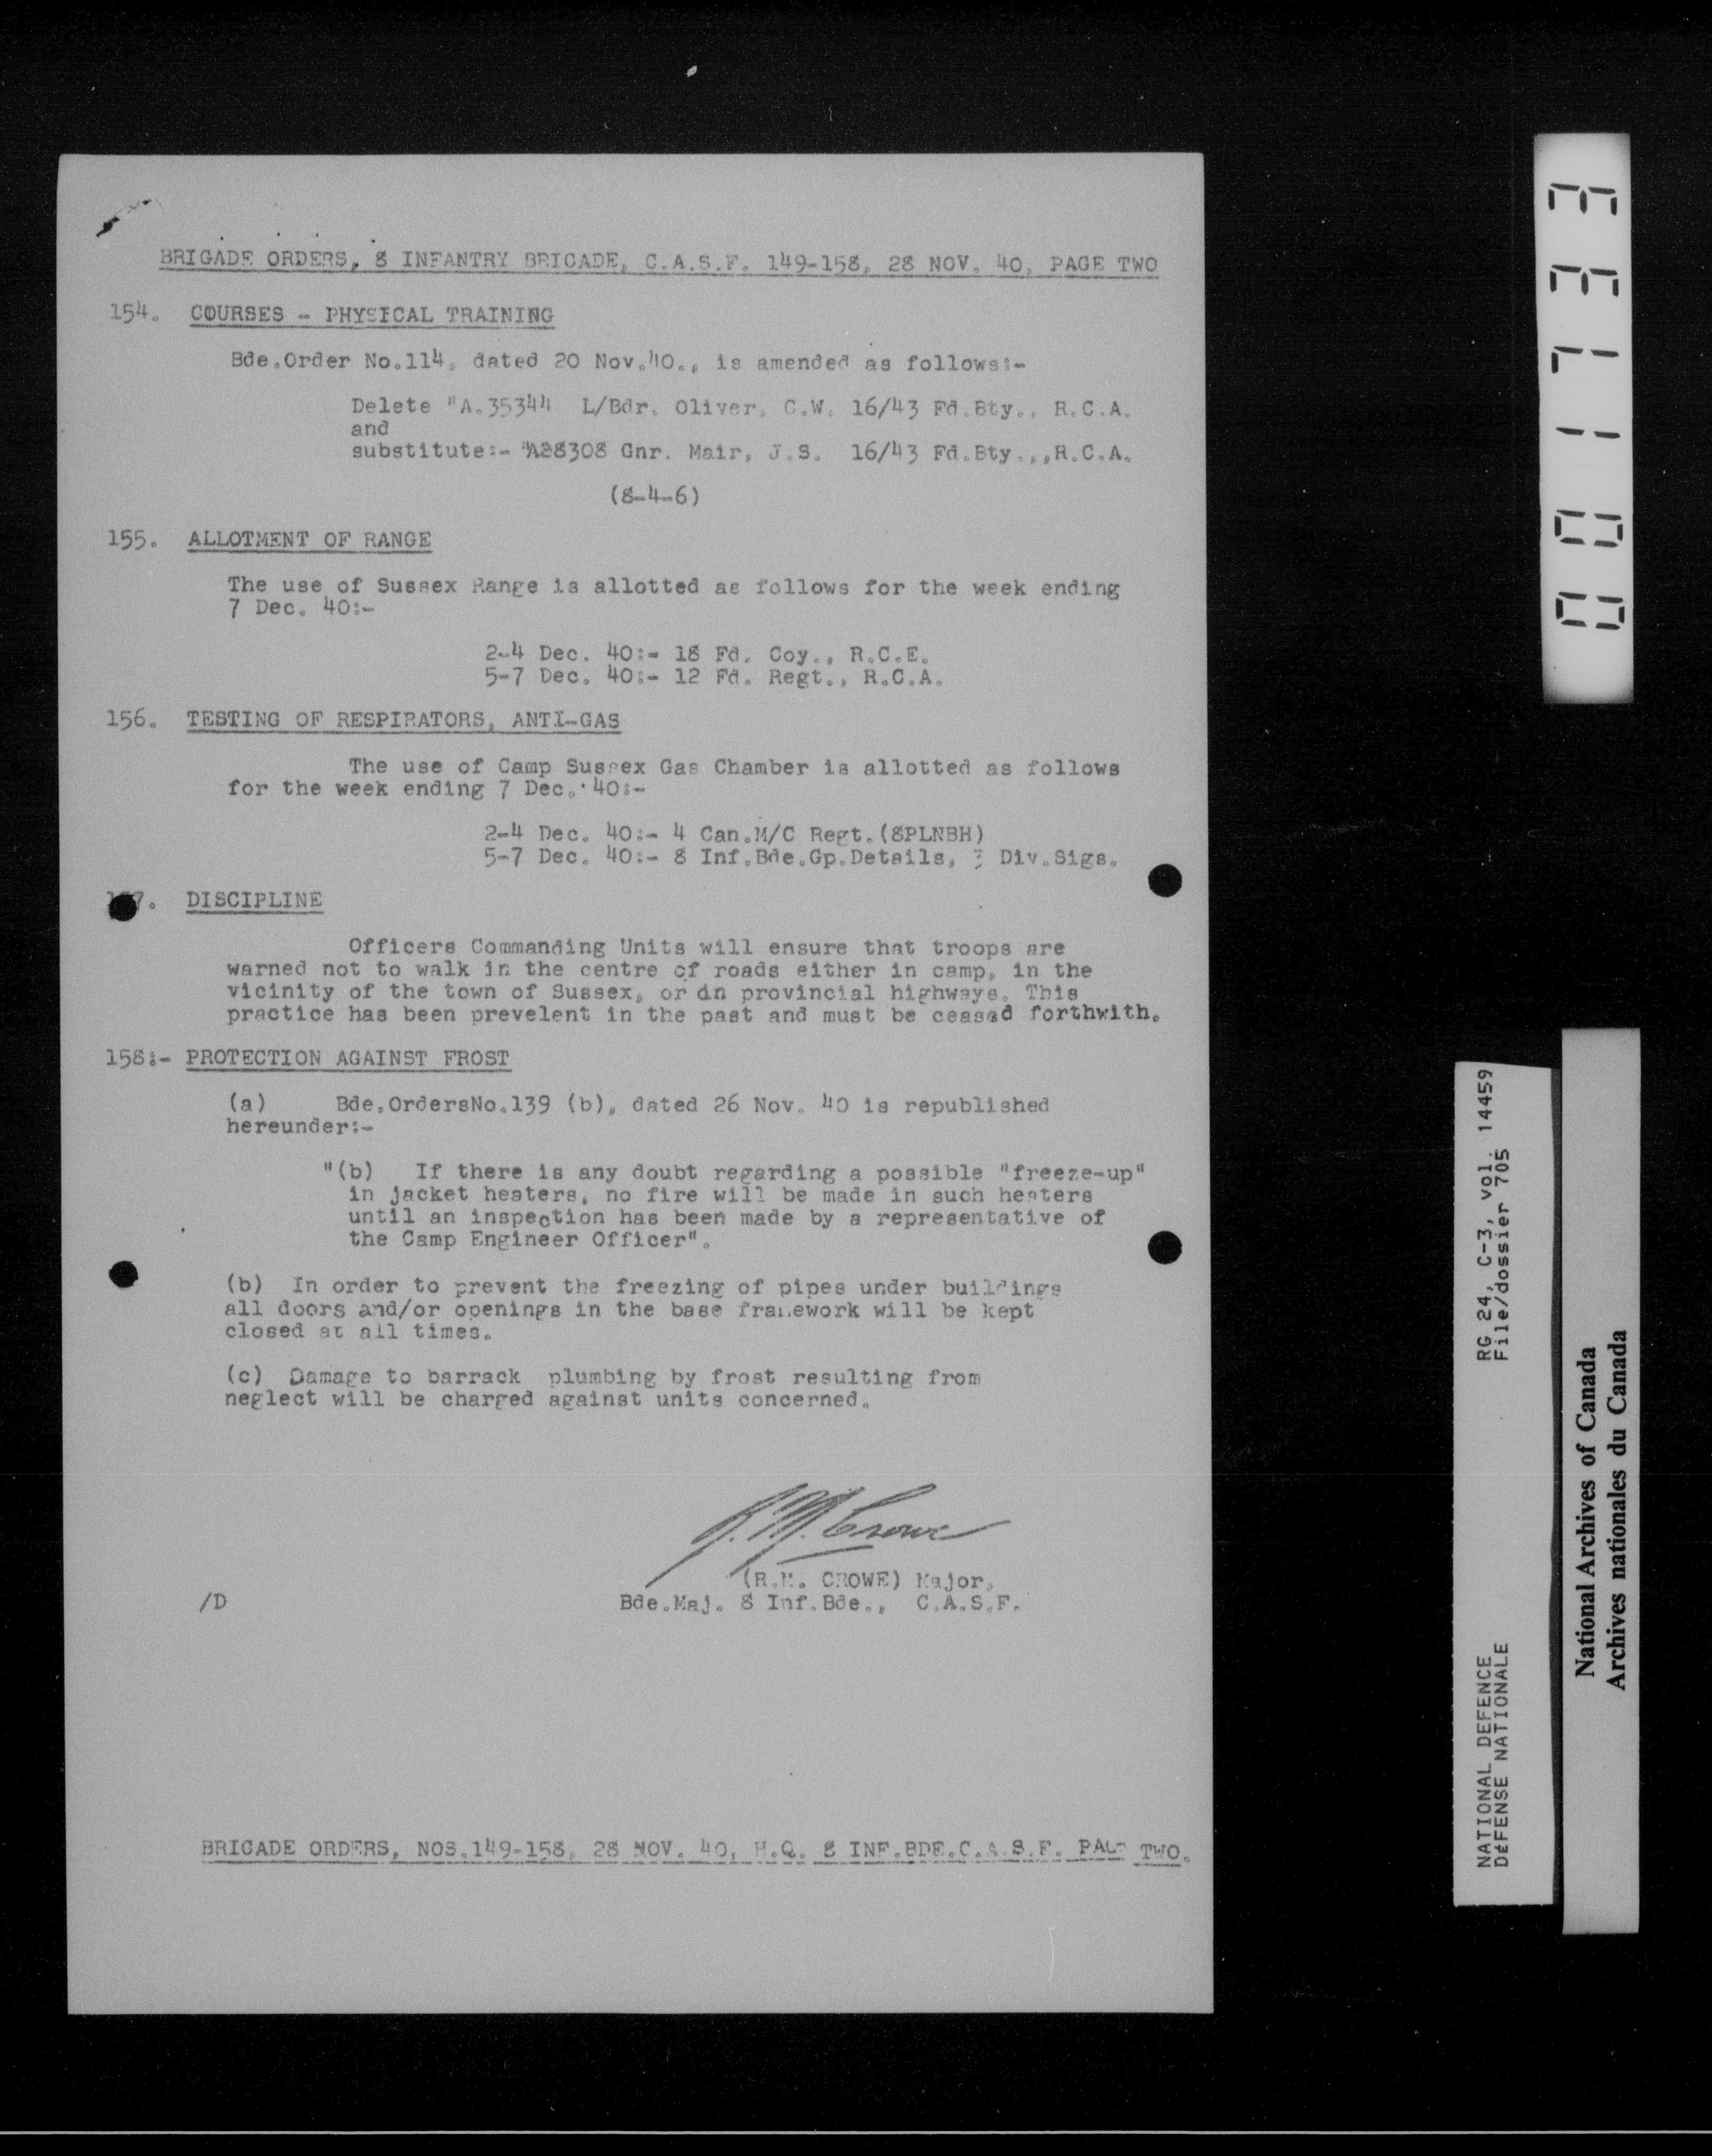 BRIGADE ORDERS, 8 INFANTRY BRIGADE, C.A.S.F. 149-158, 28 NOV. 40, PAGE TWO
154. COURSES - PHYSICAL TRAINING
Bde.Order No.114, dated 20 Nov.40., is amended as follows:-
Delete "A.35344 L/Bdr. Oliver, C.W. 16/43 Fd.Bty., R.C.A.
and
substitute:- "A28308 Gnr. Mair, J.S. 16/43 Fd.Bty.,,R.C.A.
(8-4-6)
155. ALLOTMENT OF RANGE
The use of Sussex Range is allotted as follows for the week ending
7 Dec. 40:-
2-4 Dec. 40:- 18 Fd. Coy., R.C.E.
5-7 Dec. 40:- 12 Fd. Regt., R.C.A.
156. TESTING OF RESPIRATORS, ANTI-GAS
The use of Camp Sussex Gas Chamber is allotted as follows
for the week ending 7 Dec. 40:-
2-4 Dec. 40:- 4 Can.M/C Regt.(8PLNBH)
5-7 Dec. 40:- 8 Inf.Bde.Gp.Details, 3 Div.Sigs.
157. DISCIPLINE
Officers Commanding Units will ensure that troops are
warned not to walk in the centre of roads either in camp, in the
vicinity of the town of Sussex, or on provincial highways. This
practice has been prevelent in the past and must be ceased forthwith.
158:- PROTECTION AGAINST FROST
(a) Bde.OrdersNo.139 (b), dated 26 Nov. 40 is republished
hereunder:-
"(b) If there is any doubt regarding a possible "freeze-up"
in jacket heaters, no fire will be made in such heaters
until an inspection has been made by a representative of
the Camp Engineer Officer".
(b) In order to prevent the freezing of pipes under buildings
all doors and/or openings in the base framework will be kept
closed at all times.
(c) Damage to barrack plumbing by frost resulting from
neglect will be charged against units concerned.
R.M. Crowe
(R.M. CROWE) Major,
Bde.Maj. 8 Inf.Bde., C.A.S.F.
/D
BRIGADE ORDERS, NOS.149-158, 28 NOV. 40, H.Q. 8 INF.BDE.C.A.S.F. PAGE TWO.
001733
NATIONAL DEFENCE RG 24, C-3, vol. 14459
DÉFENSE NATIONALE File/dossier 705
National Archives of Canada
Archives nationales du Canada